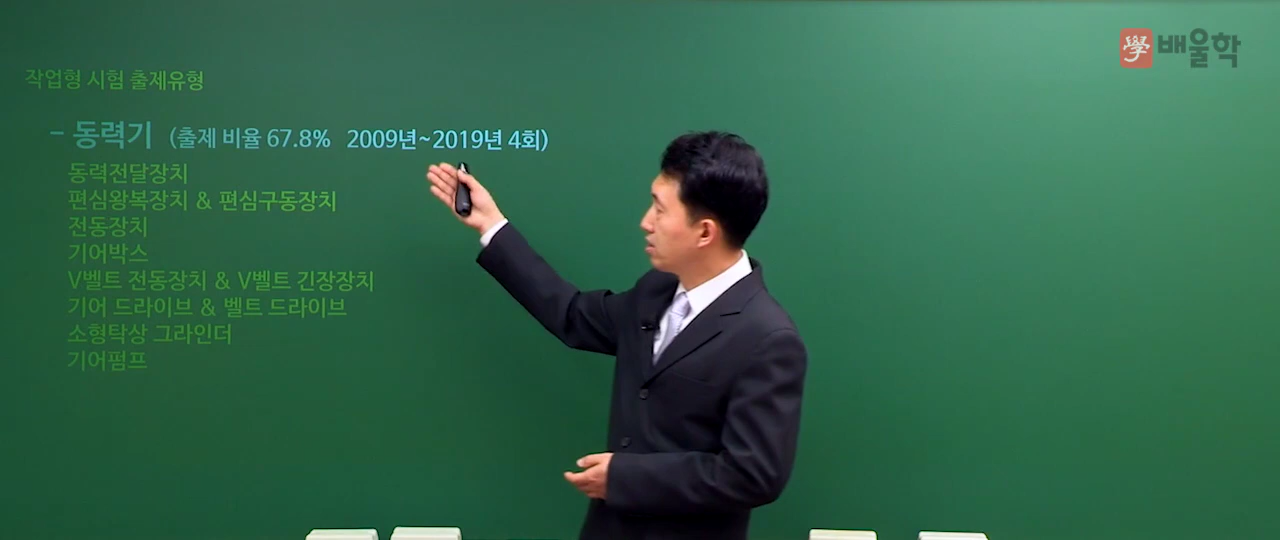 學 배울학
작업형 시험 출제유형
- 동력기 (출제 비율 67.8% 2009년~2019년 4회)
동력전달장치
편심왕복장치 & 편심구동장치
전동장치
기어박스
V벨트 전동장치 & V벨트 긴장장치
기어 드라이브 & 벨트 드라이브
소형탁상 그라인더
기어펌프